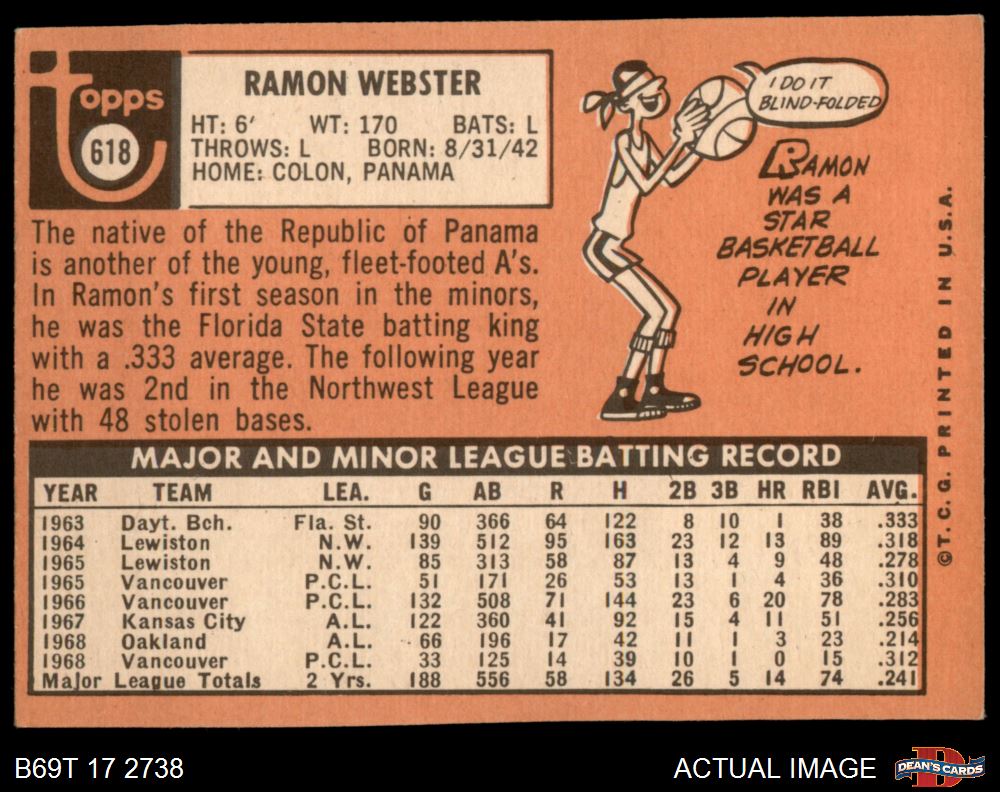 Topps
618
RAMON WEBSTER
HT: 6' WT: 170 BATS: L
THROWS: L BORN: 8/31/42
HOME: COLON, PANAMA
The native of the Republic of Panama
is another of the young, fleet-footed A's.
In Ramon's first season in the minors,
he was the Florida State batting king
with a .333 average. The following year
he was 2nd in the Northwest League
with 48 stolen bases.
I DO IT
BLIND-FOLDED
RAMON
WAS A
STAR
BASKETBALL
PLAYER
IN
HIGH
SCHOOL.
MAJOR AND MINOR LEAGUE BATTING RECORD
YEAR TEAM LEA. G AB R H 2B 3B HR RBI AVG.
1963 Dayt. Bch. Fla. St. 90 366 64 122 8 10 1 38 .333
1964 Lewiston N.W. 139 512 95 163 23 12 13 89 .318
1965 Lewiston N.W. 85 313 58 87 13 4 9 48 .278
1965 Vancouver P.C.L. 51 171 26 53 13 1 4 36 .310
1966 Vancouver P.C.L. 132 508 71 144 23 6 20 78 .283
1967 Kansas City A.L. 122 360 41 92 15 4 11 51 .256
1968 Oakland A.L. 66 196 17 42 11 1 3 23 .214
1968 Vancouver P.C.L. 33 125 14 39 10 1 0 15 .312
Major League Totals 2 Yrs. 188 556 58 134 26 5 14 74 .241
©T. C. G. PRINTED IN U.S.A.
B69T 17 2738
ACTUAL IMAGE
D
DEAN'S CARDS